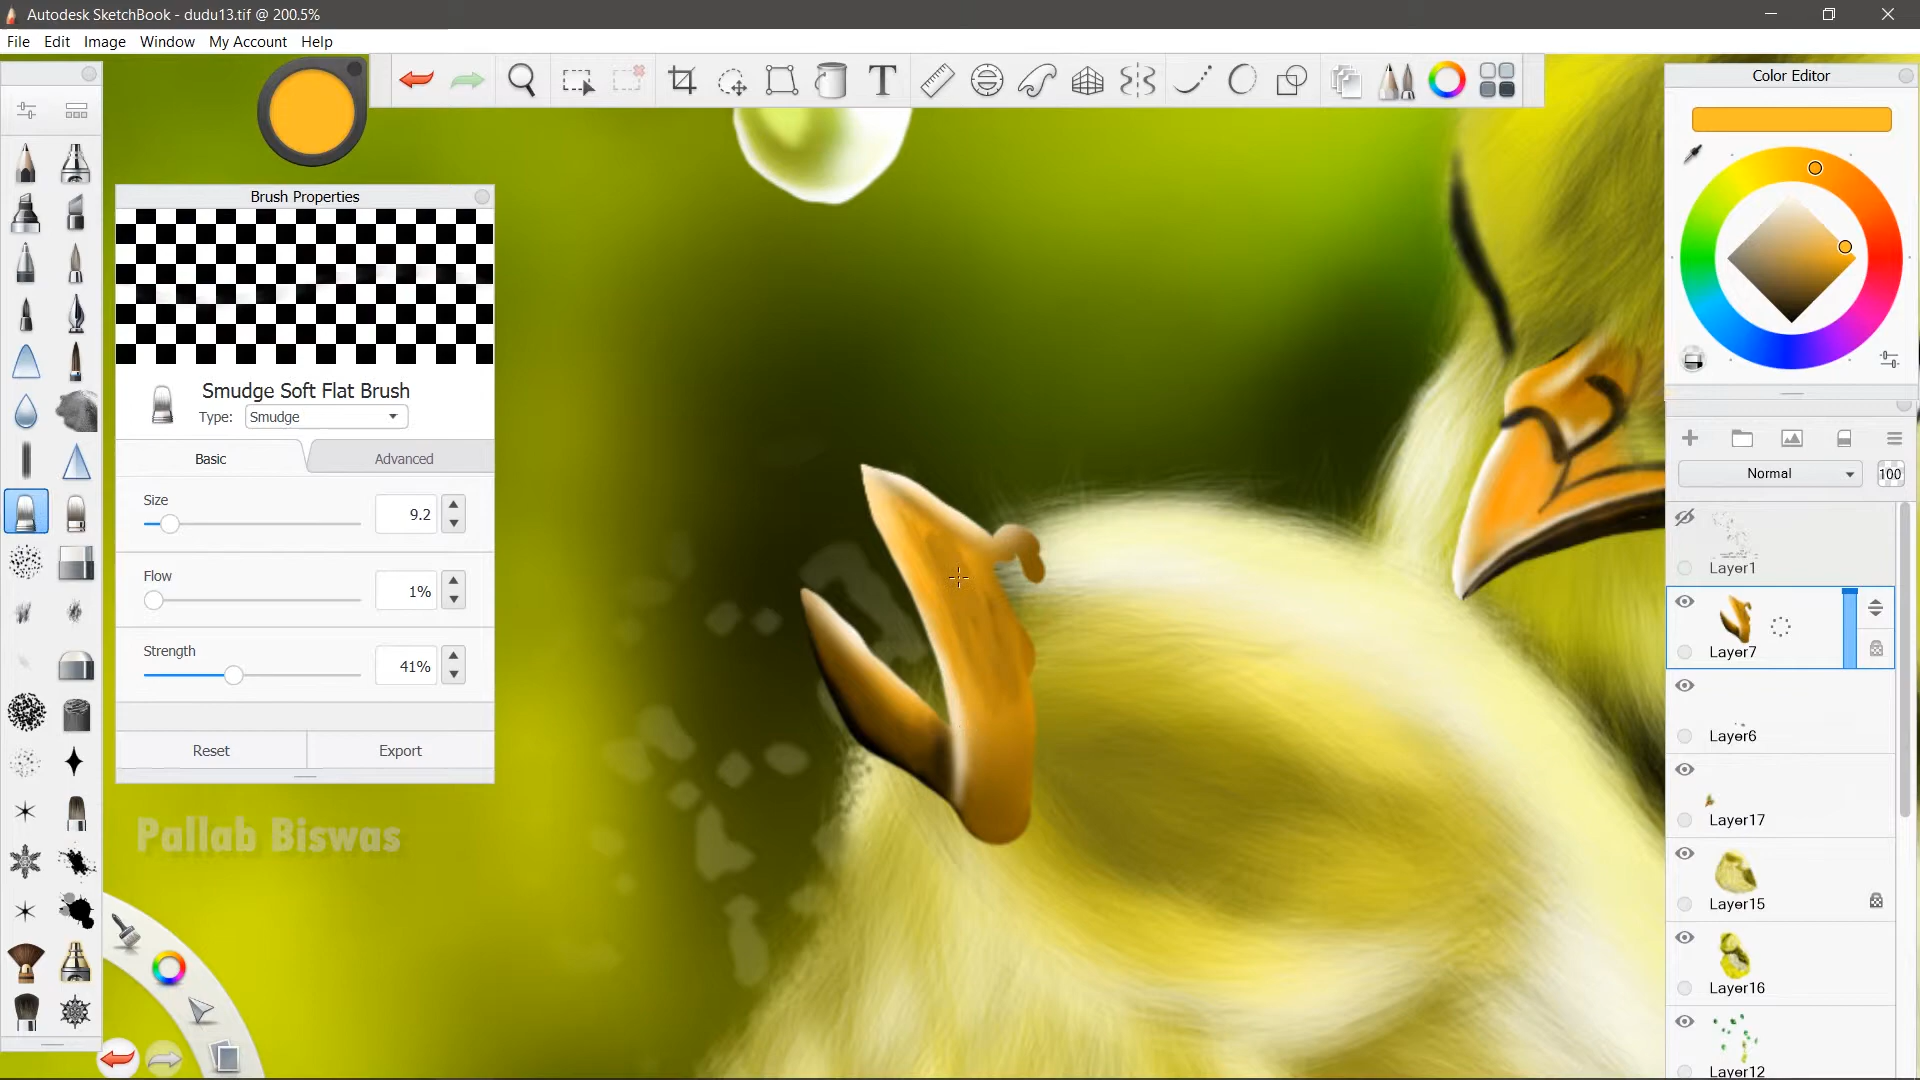 Autodesk SketchBook - dudu13.tif @ 200.5%
File Edit Image Window My Account Help
T
Color Editor
Brush Properties
Smudge Soft Flat Brush
Type: Smudge
Basic Advanced
Size
9.2
Flow
1%
Strength
41%
Reset Export
Pallab Biswas
Normal 100
Layer1
Layer7
Layer6
Layer17
Layer15
Layer16
Layer12